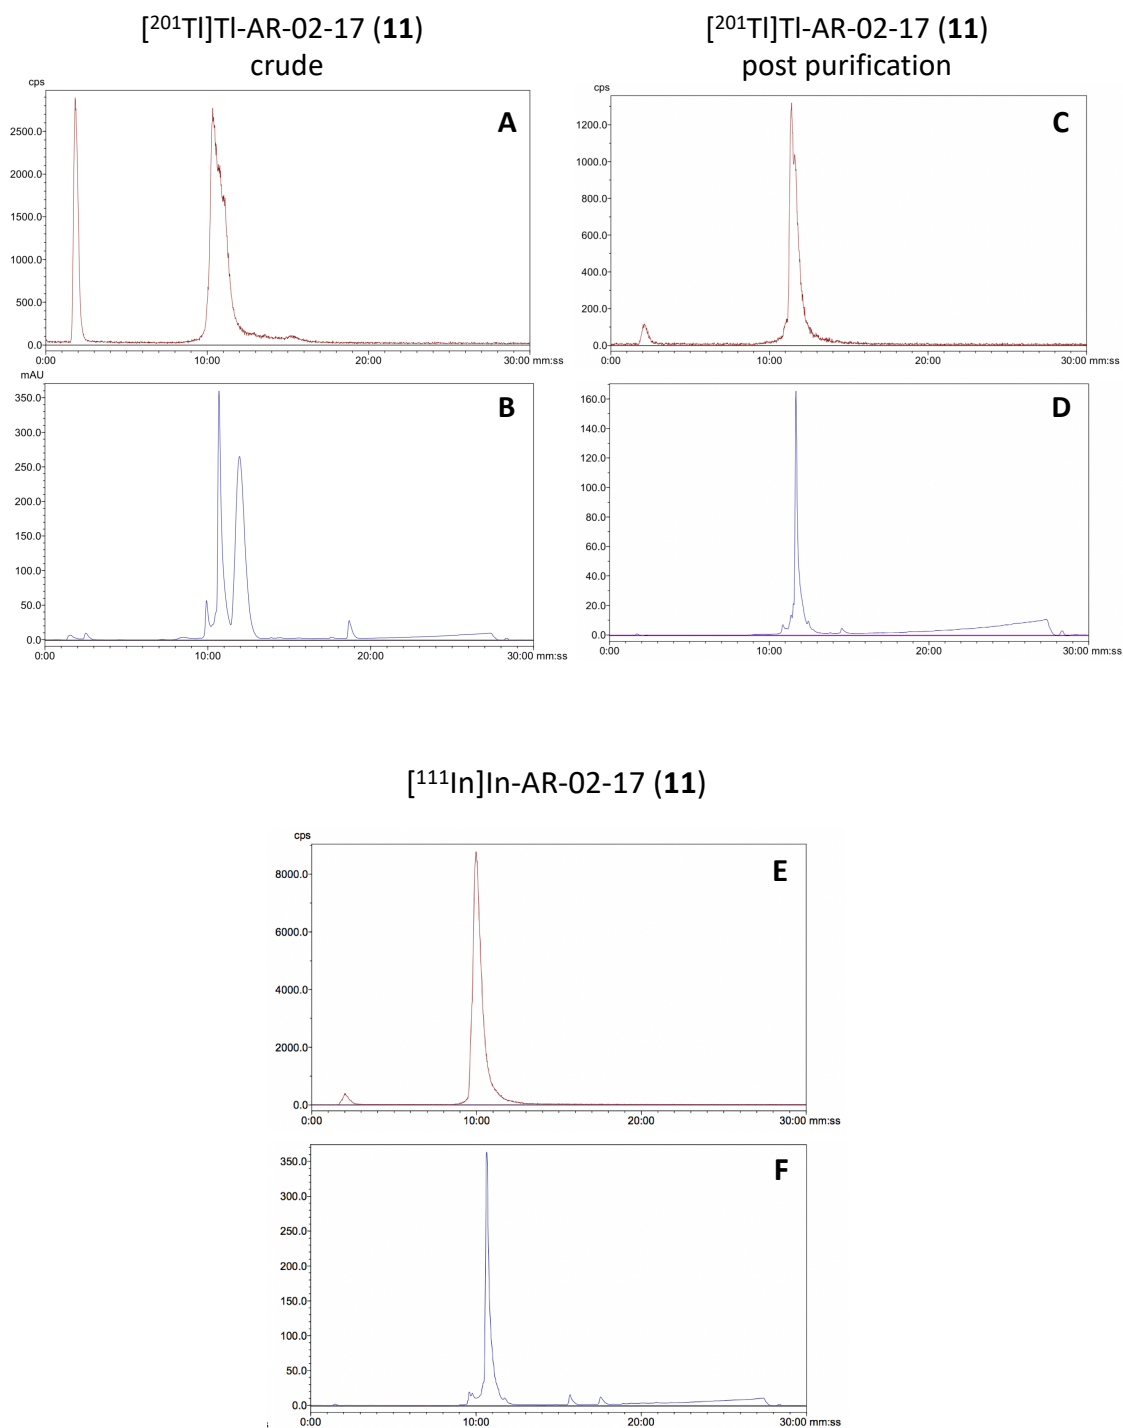 [²⁰¹Tl]Tl-AR-02-17 (11)
crude
[²⁰¹Tl]Tl-AR-02-17 (11)
post purification
cps
A
2500.0
2000.0
1500.0
1000.0
500.0
0.0
0:00 10:00 20:00 30:00 mm:ss
mAU
B
350.0
300.0
250.0
200.0
150.0
100.0
50.0
0.0
0:00 10:00 20:00 30:00 mm:ss
cps
C
1200.0
1000.0
800.0
600.0
400.0
200.0
0.0
0:00 10:00 20:00 30:00 mm:ss
D
160.0
140.0
120.0
100.0
80.0
60.0
40.0
20.0
0.0
0:00 10:00 20:00 30:00 mm:ss
[¹¹¹In]In-AR-02-17 (11)
cps
E
8000.0
6000.0
4000.0
2000.0
0.0
0:00 10:00 20:00 30:00 mm:ss
F
350.0
300.0
250.0
200.0
150.0
100.0
50.0
0.0
0:00 10:00 20:00 30:00 mm:ss